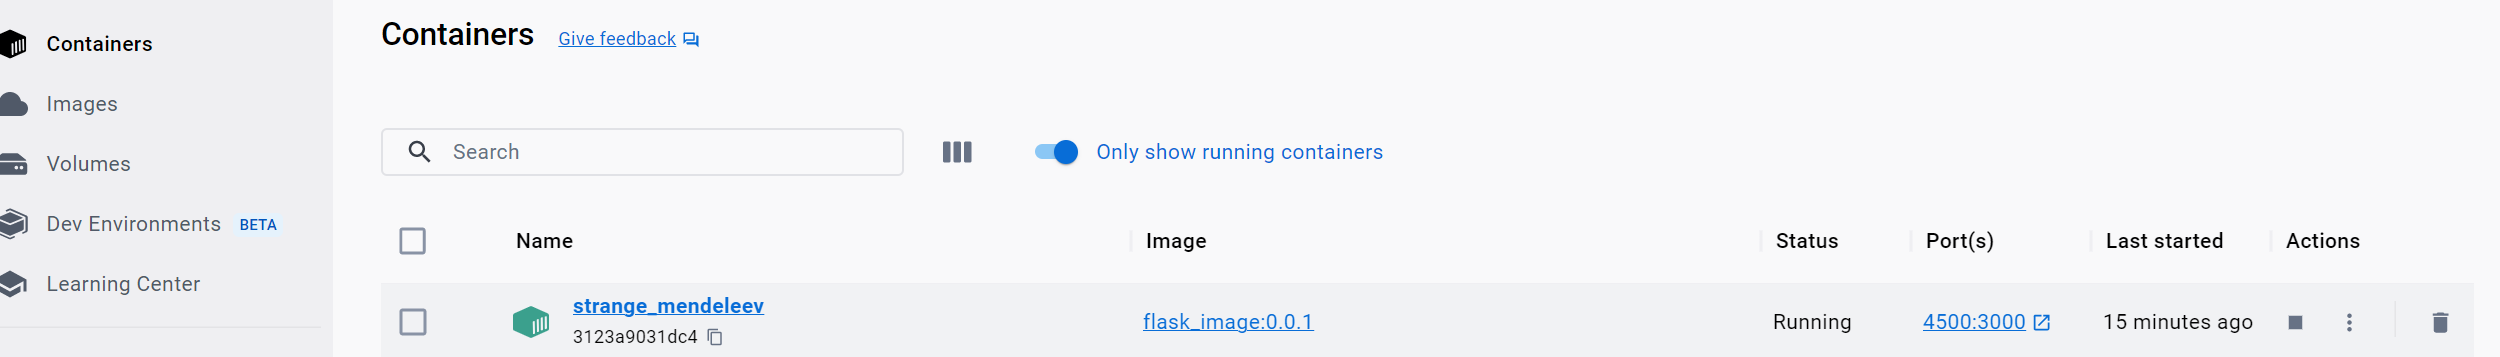 Containers
Images
Volumes
Dev Environments BETA
Learning Center
Containers Give feedback
Search
Only show running containers
Name Image Status Port(s) Last started Actions
strange_mendeleev
3123a9031dc4
flask_image:0.0.1 Running 4500:3000 15 minutes ago